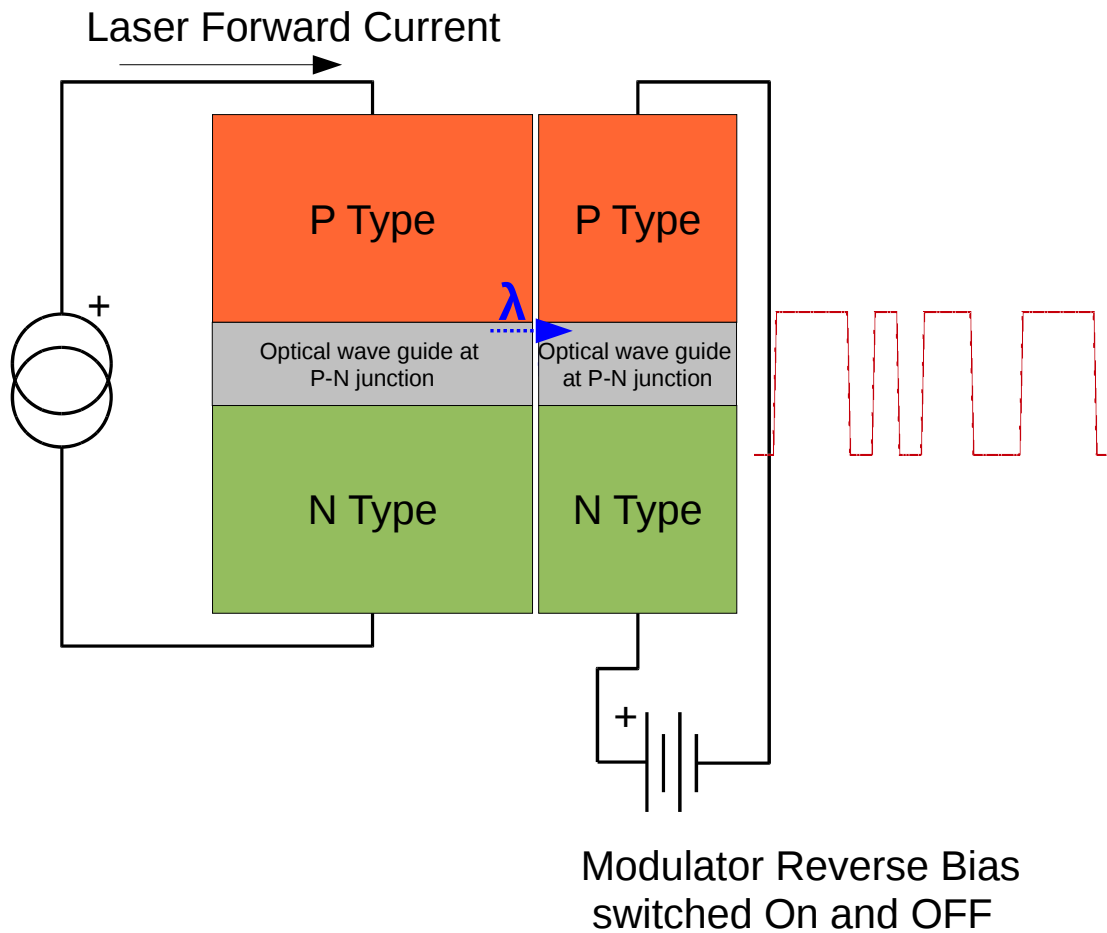 Laser Forward Current
P Type
P Type
+
λ
Optical wave guide at
P-N junction
Optical wave guide
at P-N junction
N Type
N Type
+
Modulator Reverse Bias
switched On and OFF